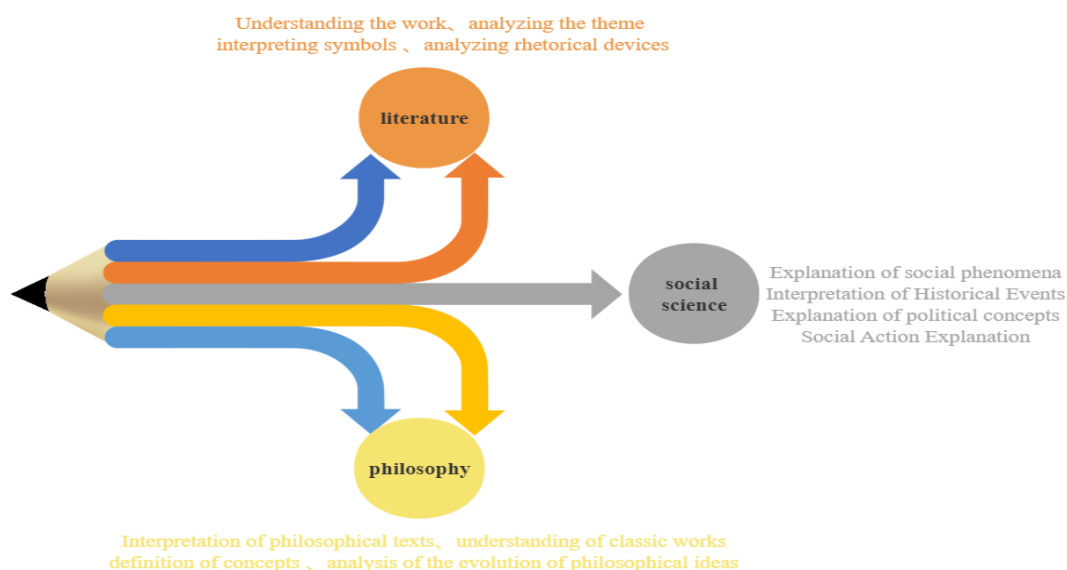 Understanding the work、analyzing the theme
interpreting symbols 、analyzing rhetorical devices
literature
social
science
Explanation of social phenomena
Interpretation of Historical Events
Explanation of political concepts
Social Action Explanation
philosophy
Interpretation of philosophical texts、understanding of classic works
definition of concepts 、analysis of the evolution of philosophical ideas